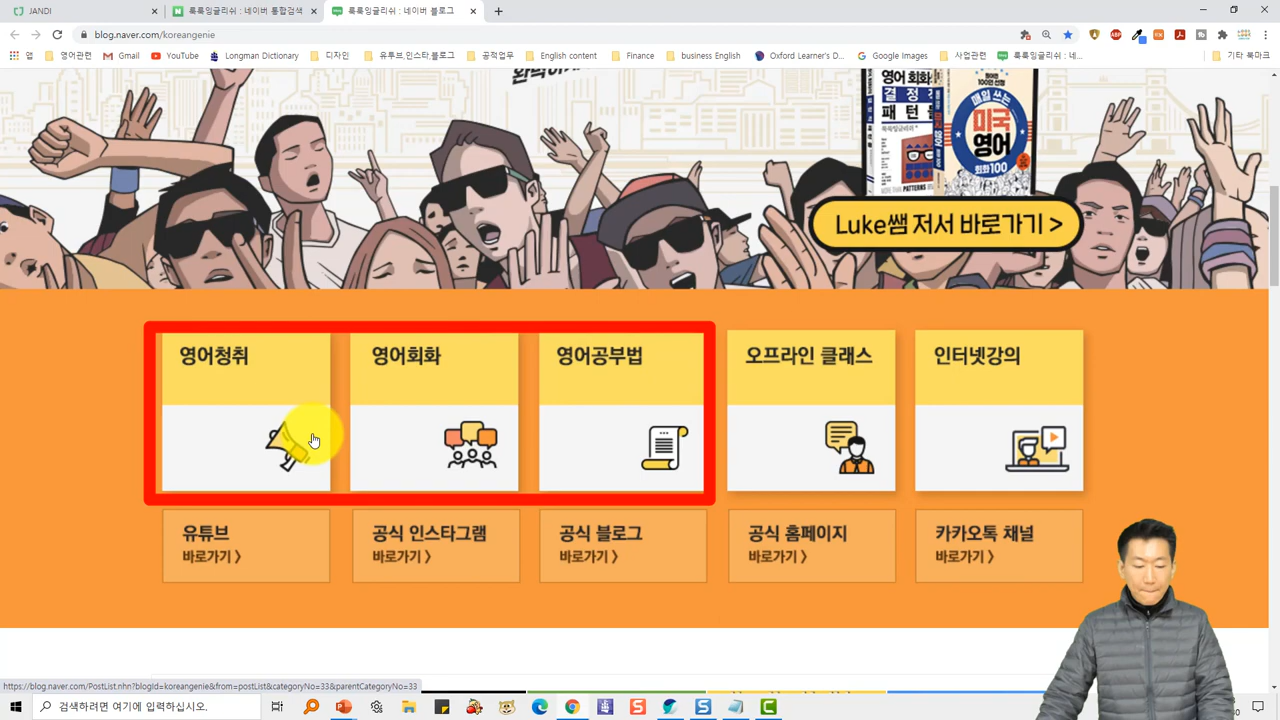 JANDI
룩룩잉글리쉬 : 네이버 통합검색
룩룩잉글리쉬 : 네이버 블로그
blog.naver.com/koreangenie
앱
영어관련
Gmail
YouTube
Longman Dictionary
디자인
유튜브,인스타,블로그
공적업무
English content
Finance
business English
Oxford Learner's D...
Google Images
사업관련
룩룩잉글리쉬 : 네...
기타 북마크
영어 회화
결정적
패턴들
매일 쓰는
미국
영어
회화100
Luke쌤 저서 바로가기 >
영어청취
영어회화
영어공부법
오프라인 클래스
인터넷강의
유튜브
바로가기 >
공식 인스타그램
바로가기 >
공식 블로그
바로가기 >
공식 홈페이지
바로가기 >
카카오톡 채널
바로가기 >
https://blog.naver.com/PostList.nhn?blogId=koreangenie&from=postList&categoryNo=33&parentCategoryNo=33
검색하려면 여기에 입력하십시오.